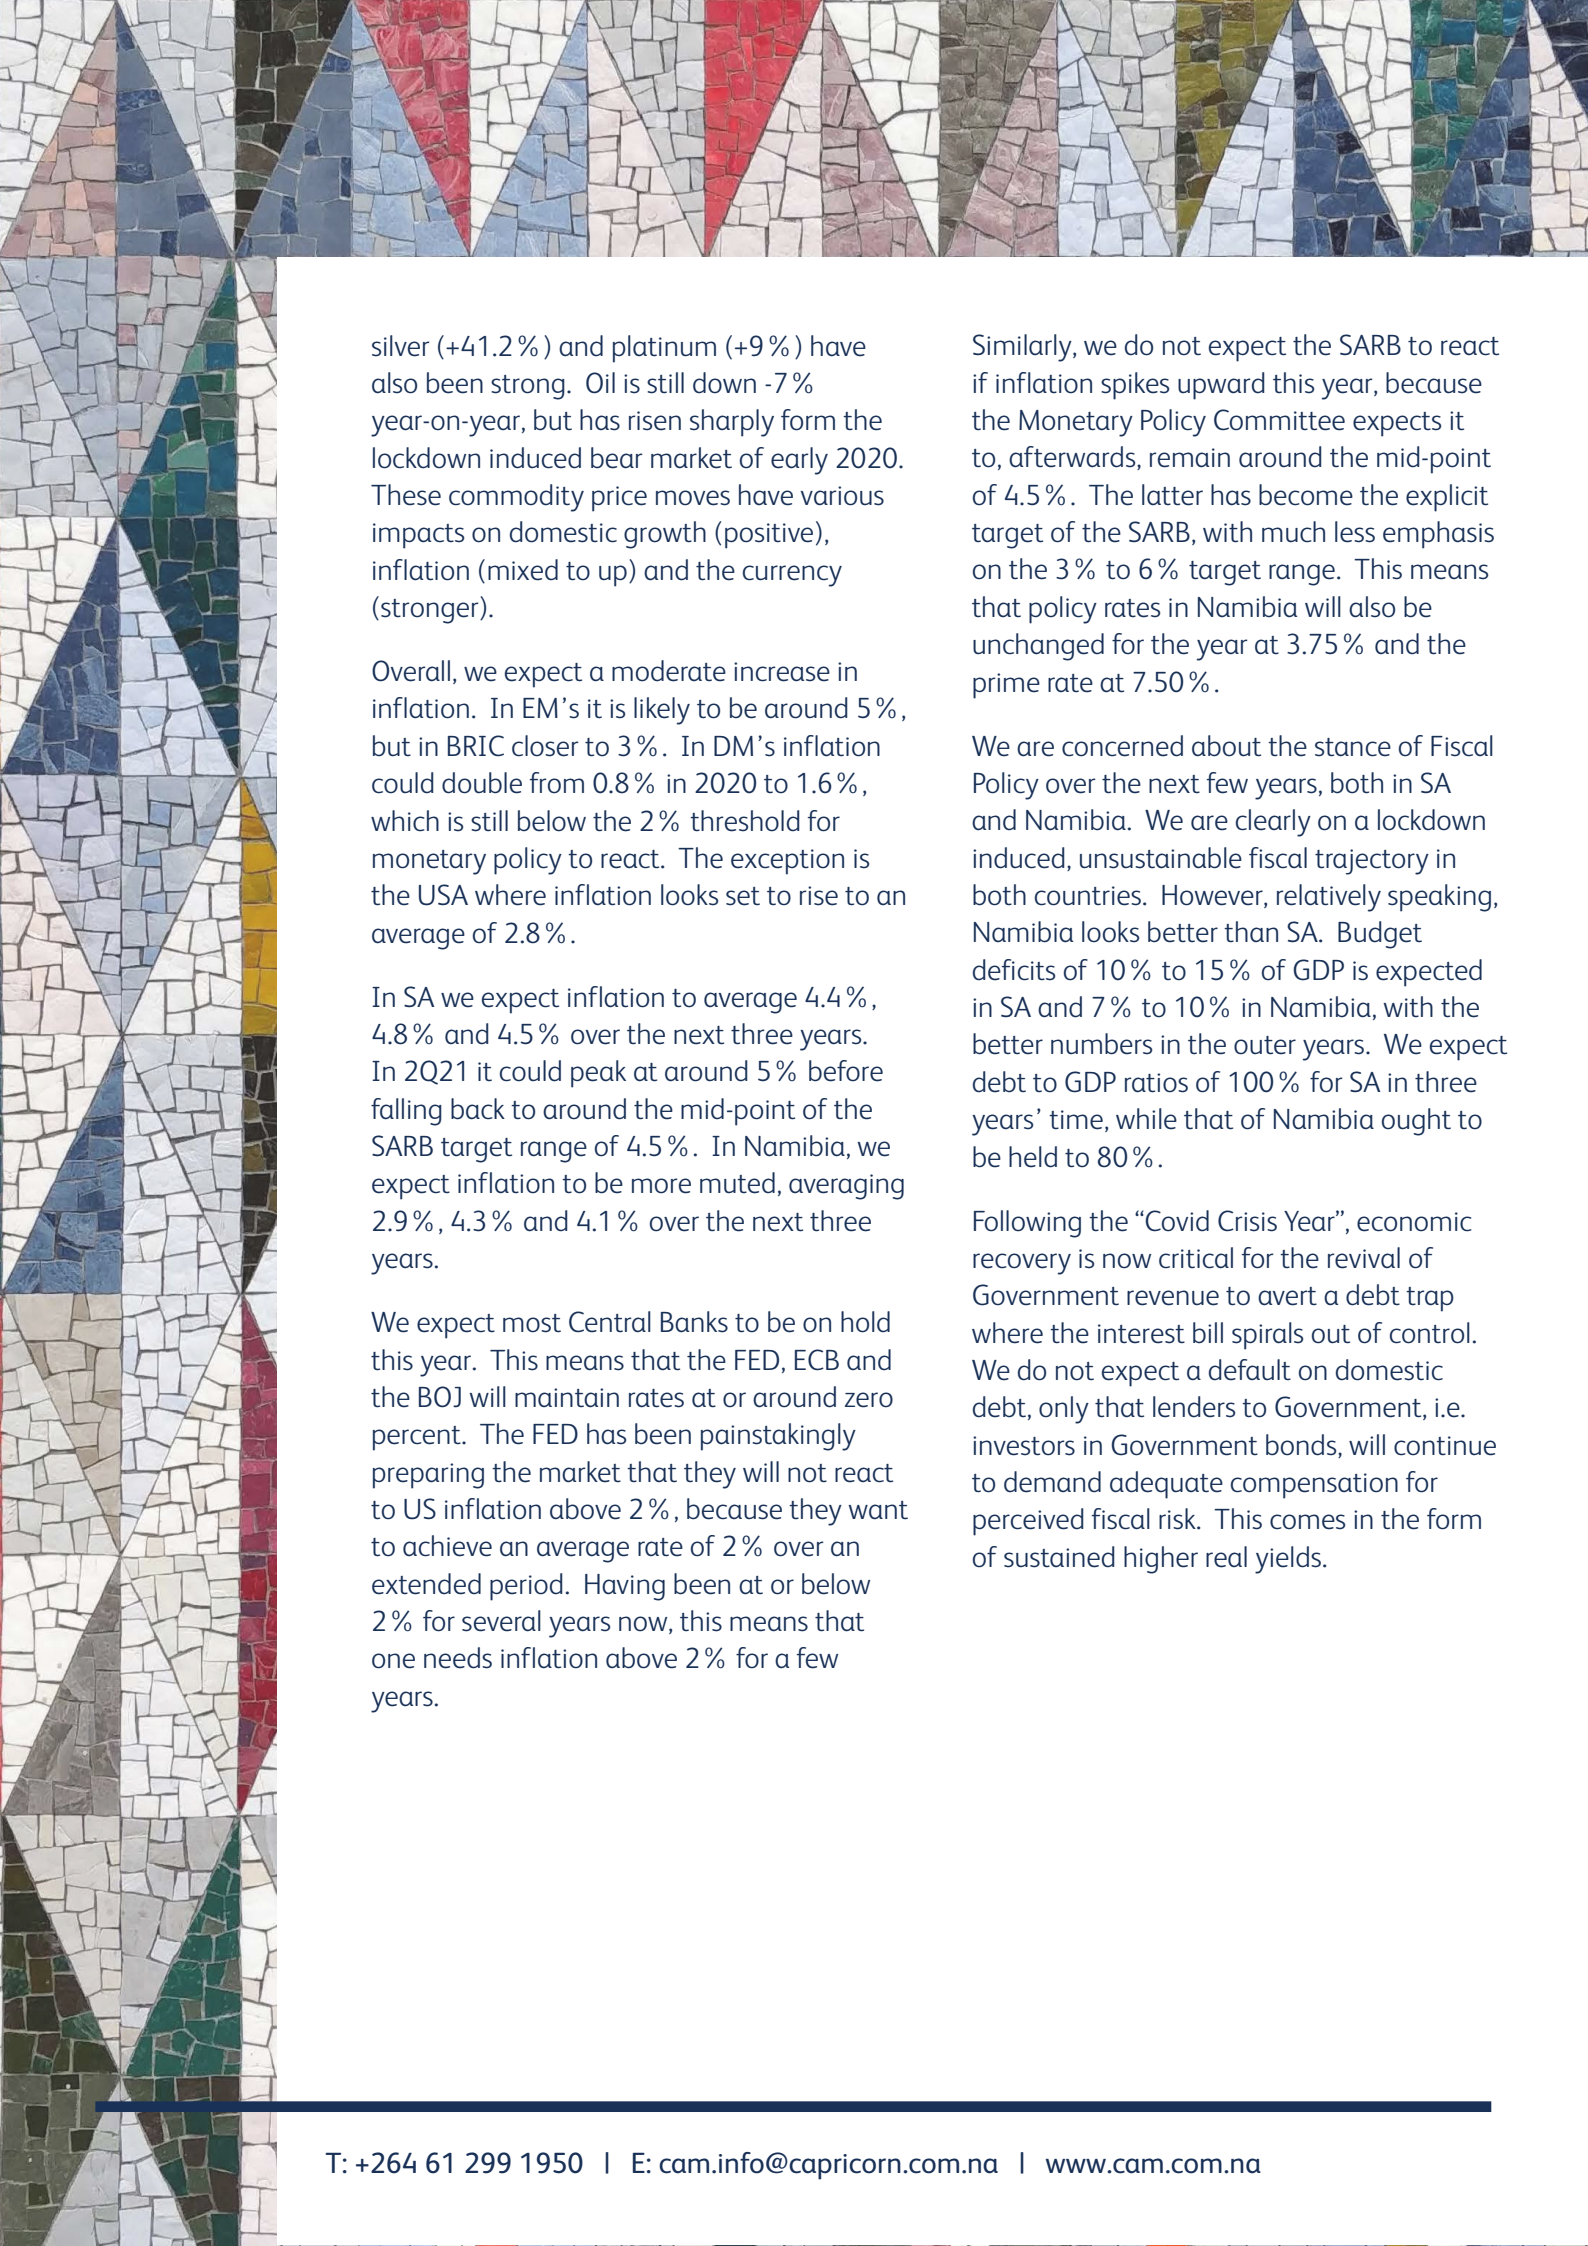 silver (+41.2%) and platinum (+9%) have
also been strong. Oil is still down -7%
year-on-year, but has risen sharply form the
lockdown induced bear market of early 2020.
These commodity price moves have various
impacts on domestic growth (positive),
inflation (mixed to up) and the currency
(stronger).
Overall, we expect a moderate increase in
inflation. In EM’s it is likely to be around 5%,
but in BRIC closer to 3%. In DM’s inflation
could double from 0.8% in 2020 to 1.6%,
which is still below the 2% threshold for
monetary policy to react. The exception is
the USA where inflation looks set to rise to an
average of 2.8%.
In SA we expect inflation to average 4.4%,
4.8% and 4.5% over the next three years.
In 2Q21 it could peak at around 5% before
falling back to around the mid-point of the
SARB target range of 4.5%. In Namibia, we
expect inflation to be more muted, averaging
2.9%, 4.3% and 4.1% over the next three
years.
We expect most Central Banks to be on hold
this year. This means that the FED, ECB and
the BOJ will maintain rates at or around zero
percent. The FED has been painstakingly
preparing the market that they will not react
to US inflation above 2%, because they want
to achieve an average rate of 2% over an
extended period. Having been at or below
2% for several years now, this means that
one needs inflation above 2% for a few
years.
Similarly, we do not expect the SARB to react
if inflation spikes upward this year, because
the Monetary Policy Committee expects it
to, afterwards, remain around the mid-point
of 4.5%. The latter has become the explicit
target of the SARB, with much less emphasis
on the 3% to 6% target range. This means
that policy rates in Namibia will also be
unchanged for the year at 3.75% and the
prime rate at 7.50%.
We are concerned about the stance of Fiscal
Policy over the next few years, both in SA
and Namibia. We are clearly on a lockdown
induced, unsustainable fiscal trajectory in
both countries. However, relatively speaking,
Namibia looks better than SA. Budget
deficits of 10% to 15% of GDP is expected
in SA and 7% to 10% in Namibia, with the
better numbers in the outer years. We expect
debt to GDP ratios of 100% for SA in three
years’ time, while that of Namibia ought to
be held to 80%.
Following the “Covid Crisis Year”, economic
recovery is now critical for the revival of
Government revenue to avert a debt trap
where the interest bill spirals out of control.
We do not expect a default on domestic
debt, only that lenders to Government, i.e.
investors in Government bonds, will continue
to demand adequate compensation for
perceived fiscal risk. This comes in the form
of sustained higher real yields.
T: +264 61 299 1950 | E: cam.info@capricorn.com.na | www.cam.com.na